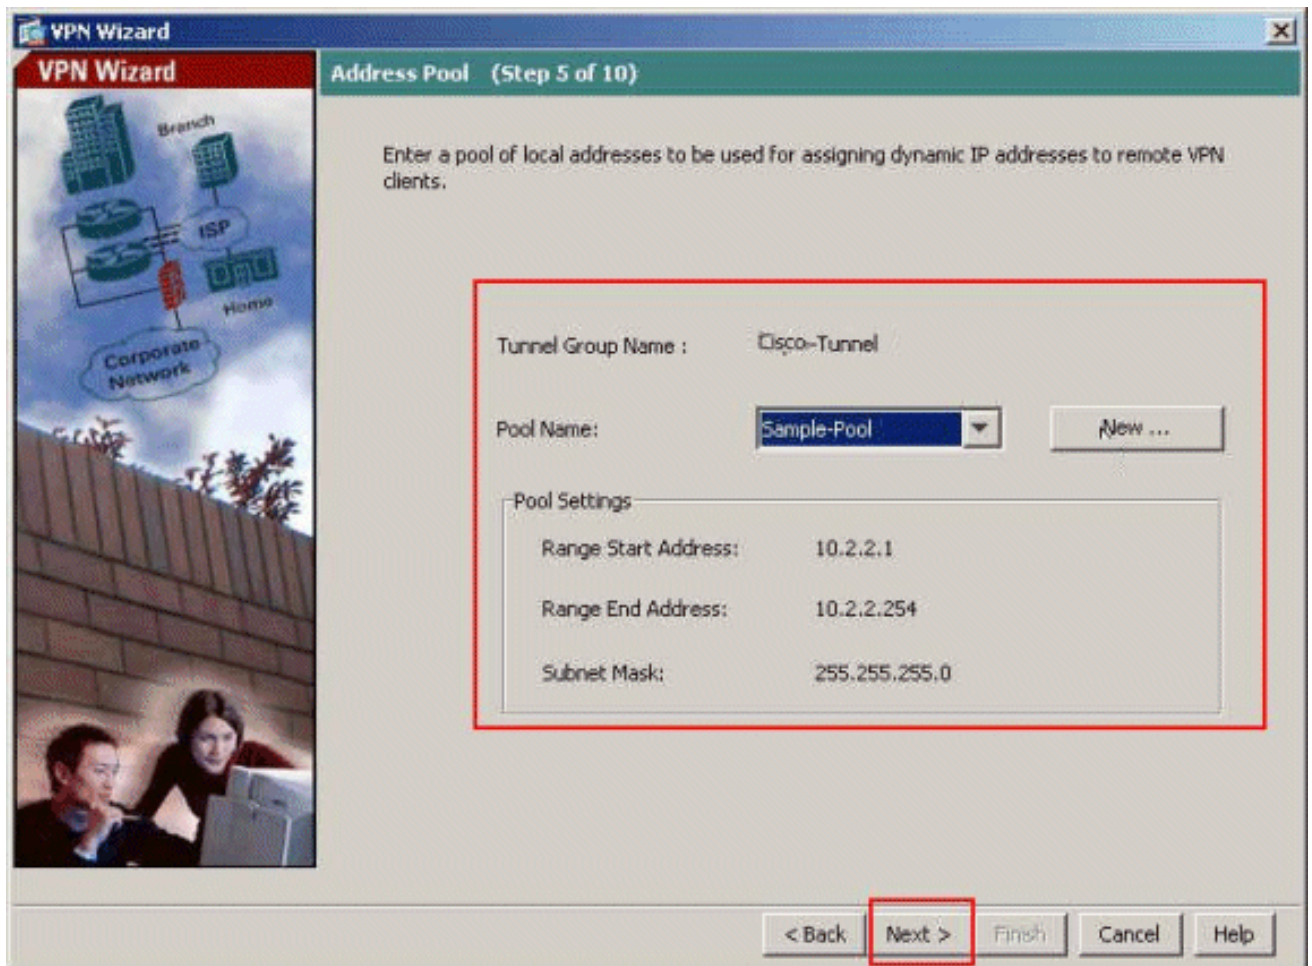 VPN Wizard
VPN Wizard
Address Pool (Step 5 of 10)
Branch
ISP
Home
Corporate
Network
Enter a pool of local addresses to be used for assigning dynamic IP addresses to remote VPN
clients.
Tunnel Group Name : Cisco-Tunnel
Pool Name: Sample-Pool New ...
Pool Settings
Range Start Address: 10.2.2.1
Range End Address: 10.2.2.254
Subnet Mask: 255.255.255.0
< Back Next > Finish Cancel Help